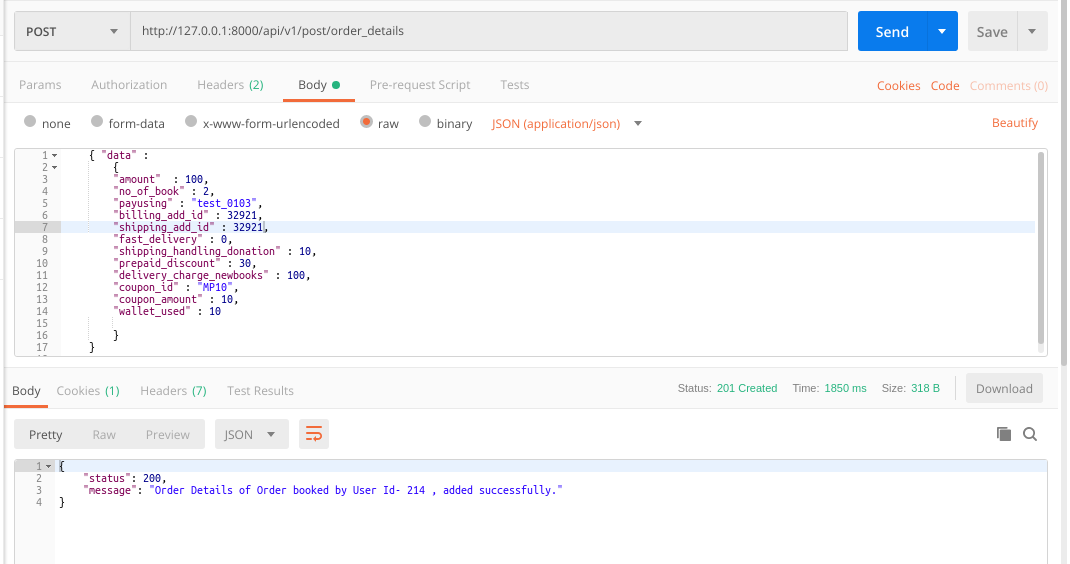 POST http://127.0.0.1:8000/api/v1/post/order_details Send Save
Params Authorization Headers (2) Body Pre-request Script Tests Cookies Code Comments (0)
none form-data x-www-form-urlencoded raw binary JSON (application/json) Beautify
1 { "data" :
2 {
3 "amount" : 100,
4 "no_of_book" : 2,
5 "payusing" : "test_0103",
6 "billing_add_id" : 32921,
7 "shipping_add_id" : 32921,
8 "fast_delivery" : 0,
9 "shipping_handling_donation" : 10,
10 "prepaid_discount" : 30,
11 "delivery_charge_newbooks" : 100,
12 "coupon_id" : "MP10",
13 "coupon_amount" : 10,
14 "wallet_used" : 10
15
16 }
17 }
Body Cookies (1) Headers (7) Test Results Status: 201 Created Time: 1850 ms Size: 318 B Download
Pretty Raw Preview JSON
1 {
2 "status": 200,
3 "message": "Order Details of Order booked by User Id- 214 , added successfully."
4 }